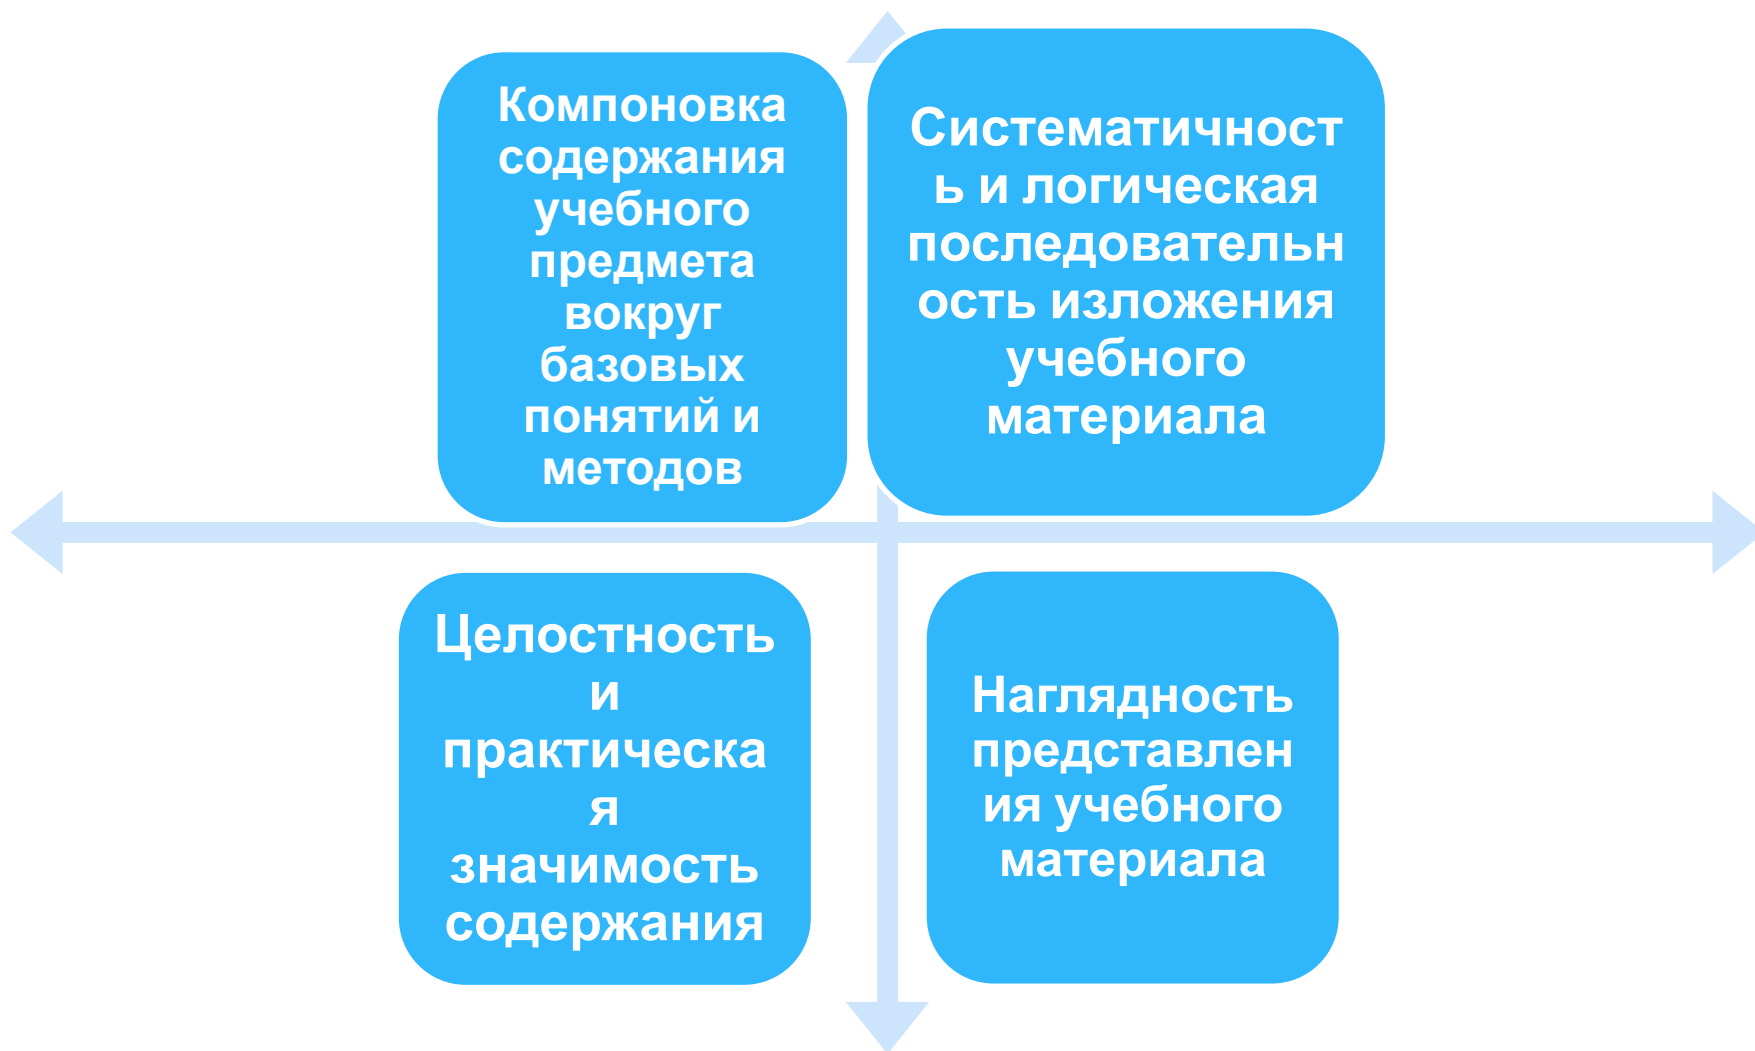 Компоновка
содержания
учебного
предмета
вокруг
базовых
понятий и
методов
Систематичност
ь и логическая
последовательн
ость изложения
учебного
материала
Целостность
и
практическа
я
значимость
содержания
Наглядность
представлен
ия учебного
материала